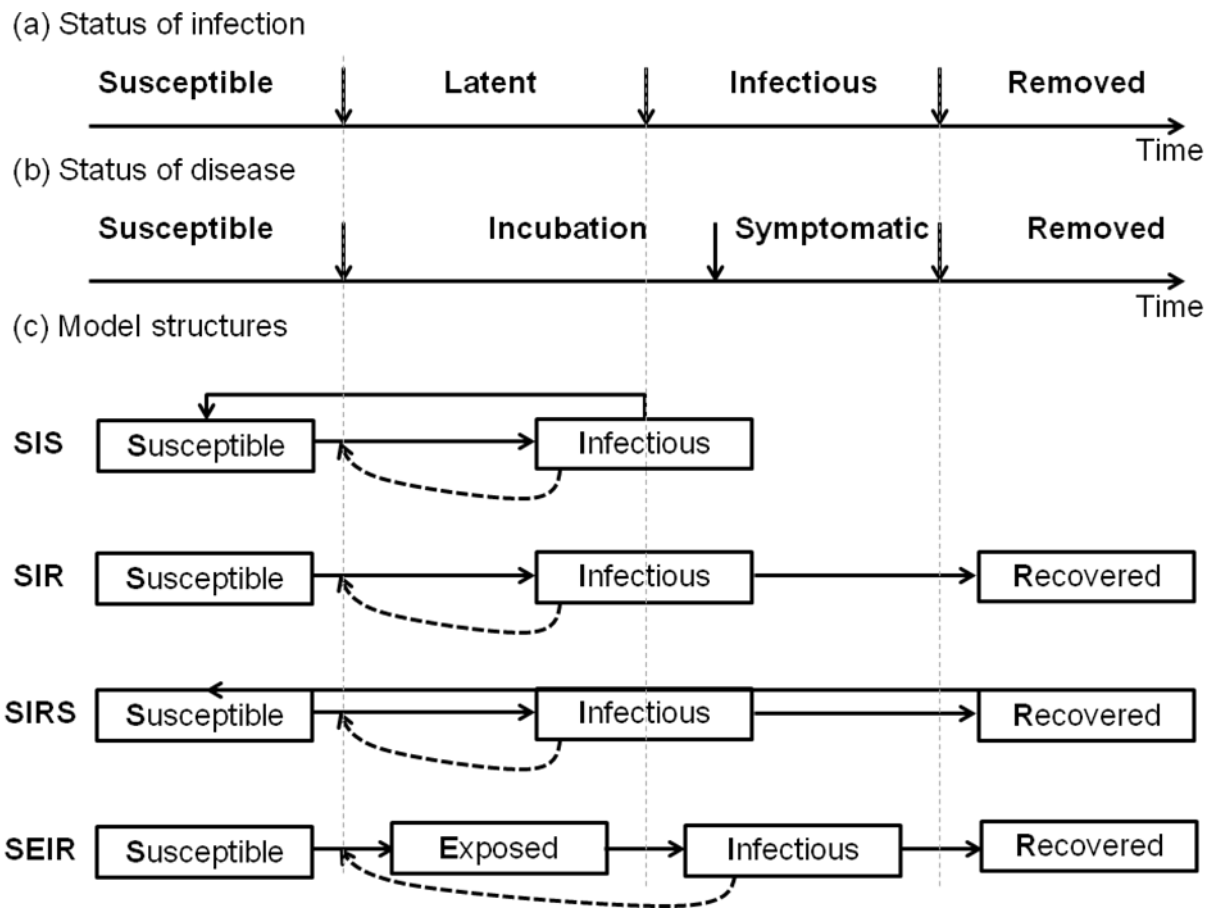 (a) Status of infection
Susceptible Latent Infectious Removed
Time
(b) Status of disease
Susceptible Incubation Symptomatic Removed
Time
(c) Model structures
SIS Susceptible Infectious
SIR Susceptible Infectious Recovered
SIRS Susceptible Infectious Recovered
SEIR Susceptible Exposed Infectious Recovered